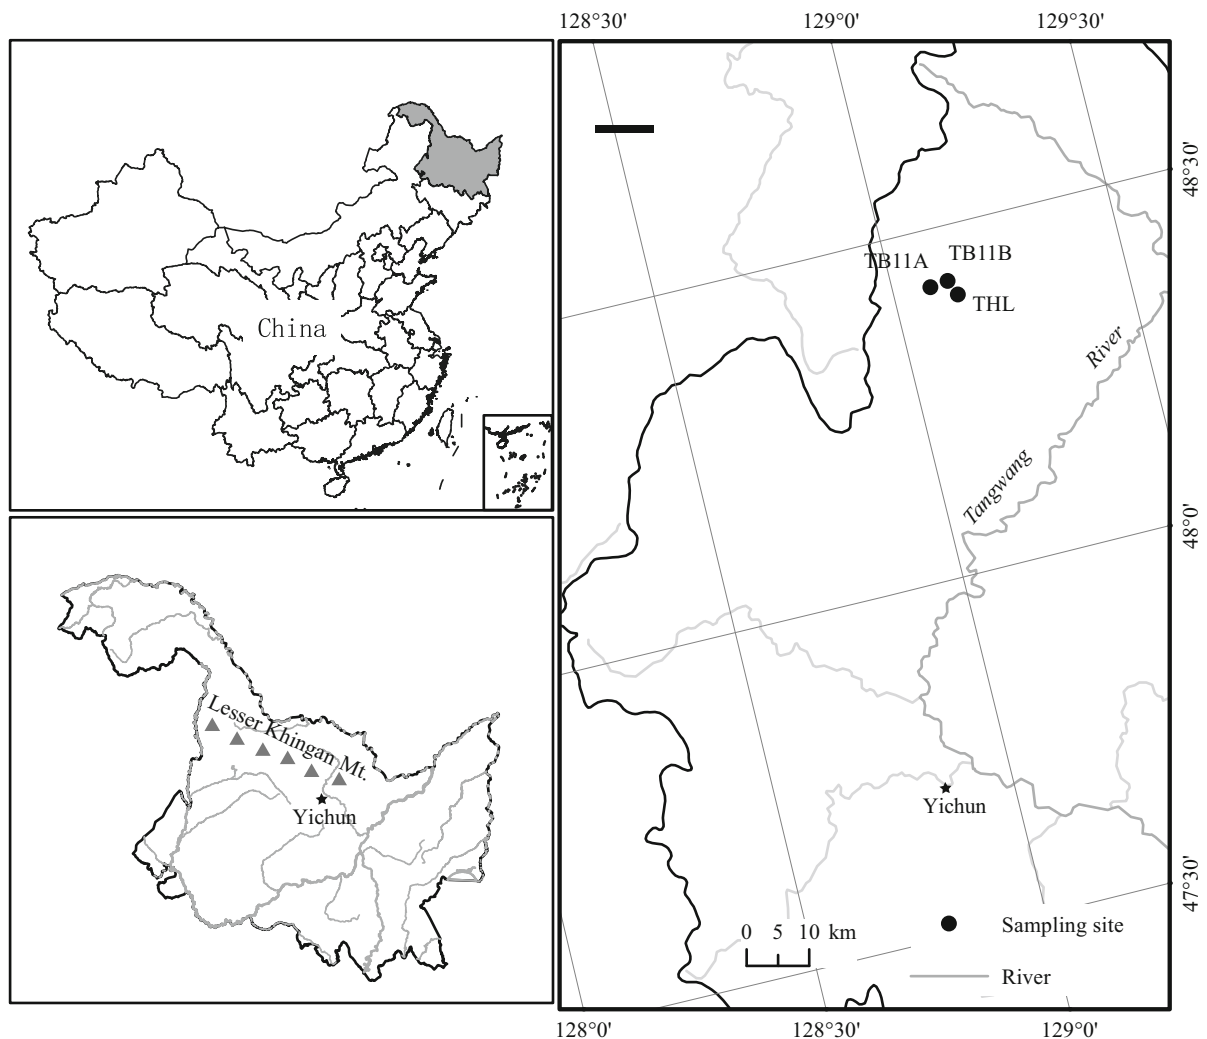 128°30'
129°0'
129°30'
China
48°30'
TB11A
TB11B
THL
River
Tangwang
48°0'
Lesser Khingan Mt.
Yichun
Yichun
47°30'
0 5 10 km
Sampling site
River
128°0'
128°30'
129°0'